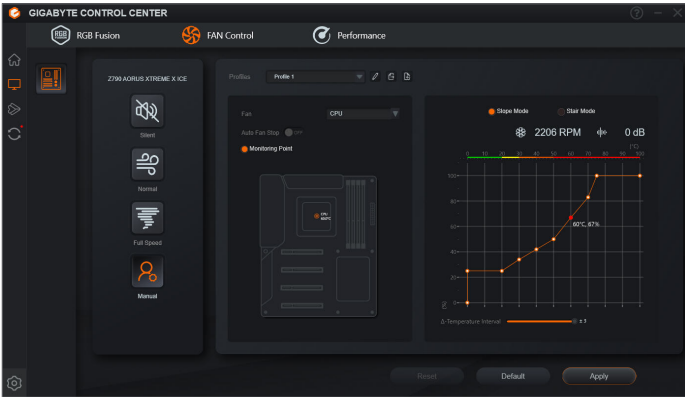 GIGABYTE CONTROL CENTER
RGB Fusion
FAN Control
Performance
Z790 AORUS XTREME X ICE
Silent
Normal
Full Speed
Manual
Profiles
Profile 1
Fan
CPU
Auto Fan Stop
OFF
Monitoring Point
CPU
Slope Mode
Stair Mode
2206 RPM
0 dB
(°C)
0 10 20 30 40 50 60 70 80 90 100
100
80
60
40
20
0
(%)
60°C, 67%
Δ-Temperature Interval
± 3
Reset
Default
Apply